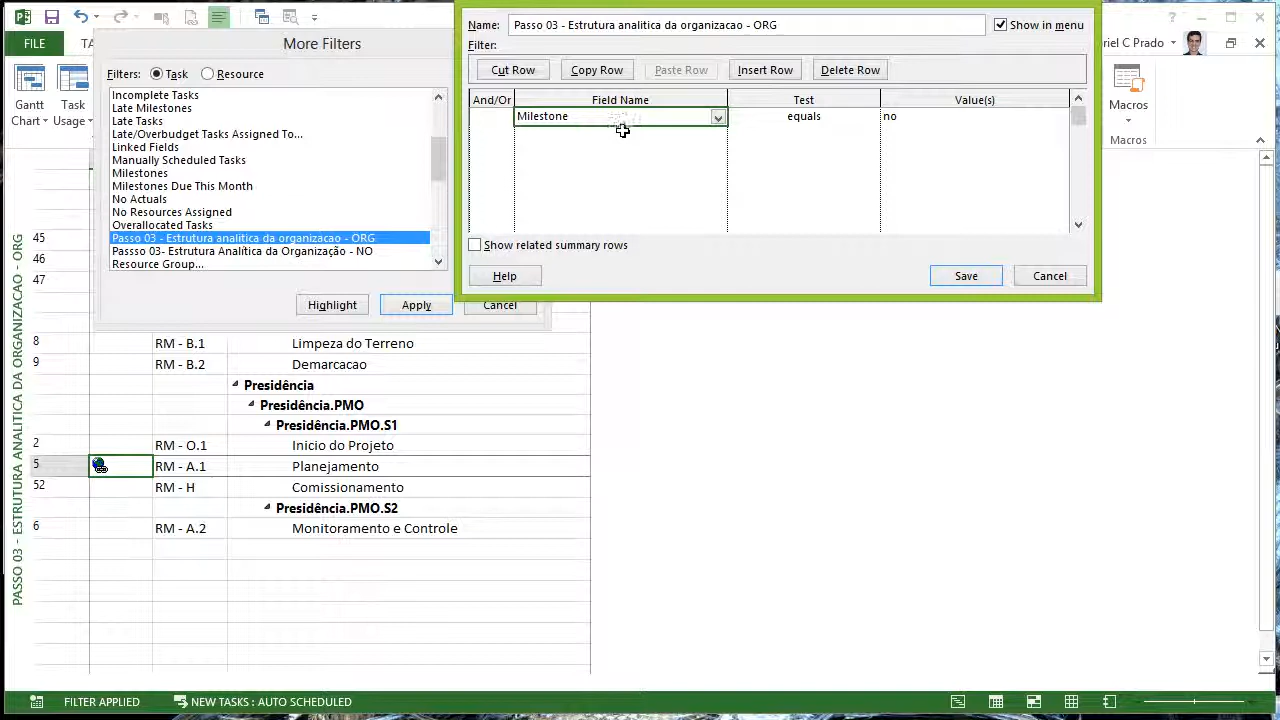 FILE
TA
Gantt
Chart
Task
Usage
More Filters
Filters:
Task
Resource
Incomplete Tasks
Late Milestones
Late Tasks
Late/Overbudget Tasks Assigned To...
Linked Fields
Manually Scheduled Tasks
Milestones
Milestones Due This Month
No Actuals
No Resources Assigned
Overallocated Tasks
Passo 03 - Estrutura analitica da organizacao - ORG
Passso 03- Estrutura Analítica da Organização - NO
Resource Group...
Highlight
Apply
Cancel
Name:
Passo 03 - Estrutura analitica da organizacao - ORG
Show in menu
Filter:
Cut Row
Copy Row
Paste Row
Insert Row
Delete Row
And/Or
Field Name
Test
Value(s)
Milestone
equals
no
Show related summary rows
Help
Save
Cancel
riel C Prado
Macros
Macros
PASSO 03 - ESTRUTURA ANALITICA DA ORGANIZACAO - ORG
45
46
47
8 RM - B.1 Limpeza do Terreno
9 RM - B.2 Demarcacao
Presidência
Presidência.PMO
Presidência.PMO.S1
2 RM - O.1 Inicio do Projeto
5 RM - A.1 Planejamento
52 RM - H Comissionamento
Presidência.PMO.S2
6 RM - A.2 Monitoramento e Controle
FILTER APPLIED
NEW TASKS : AUTO SCHEDULED